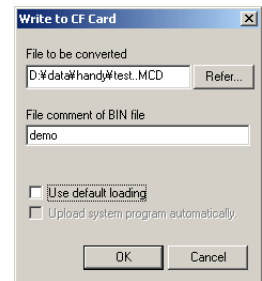 Write to CF Card
File to be converted
D:¥data¥handy¥test..MCD
Refer...
File comment of BIN file
demo
Use default loading
Upload system program automatically.
OK
Cancel